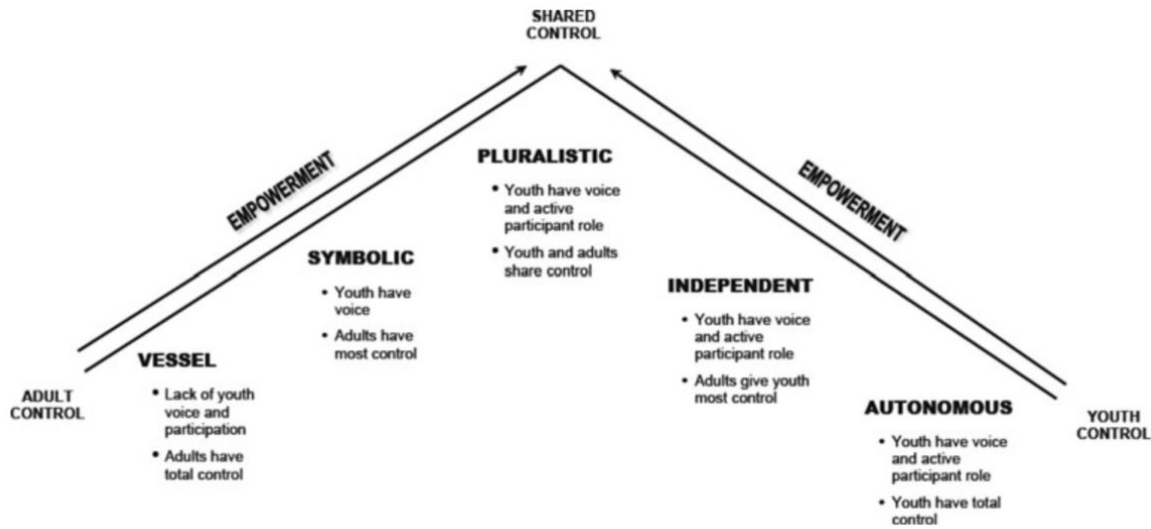 SHARED
CONTROL
EMPOWERMENT
EMPOWERMENT
PLURALISTIC
• Youth have voice
and active
participant role
• Youth and adults
share control
SYMBOLIC
• Youth have
voice
• Adults have
most control
INDEPENDENT
• Youth have voice
and active
participant role
• Adults give youth
most control
VESSEL
• Lack of youth
voice and
participation
• Adults have
total control
ADULT
CONTROL
AUTONOMOUS
• Youth have voice
and active
participant role
• Youth have total
control
YOUTH
CONTROL